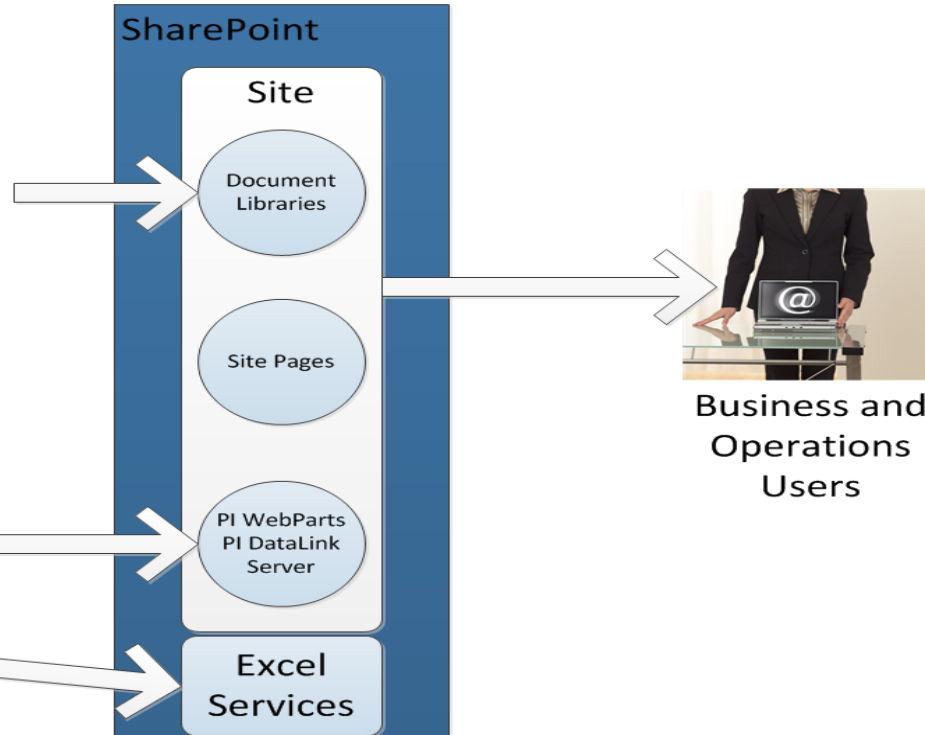 SharePoint
Site
Document
Libraries
Site Pages
PI WebParts
PI DataLink
Server
Excel
Services
@
Business and
Operations
Users